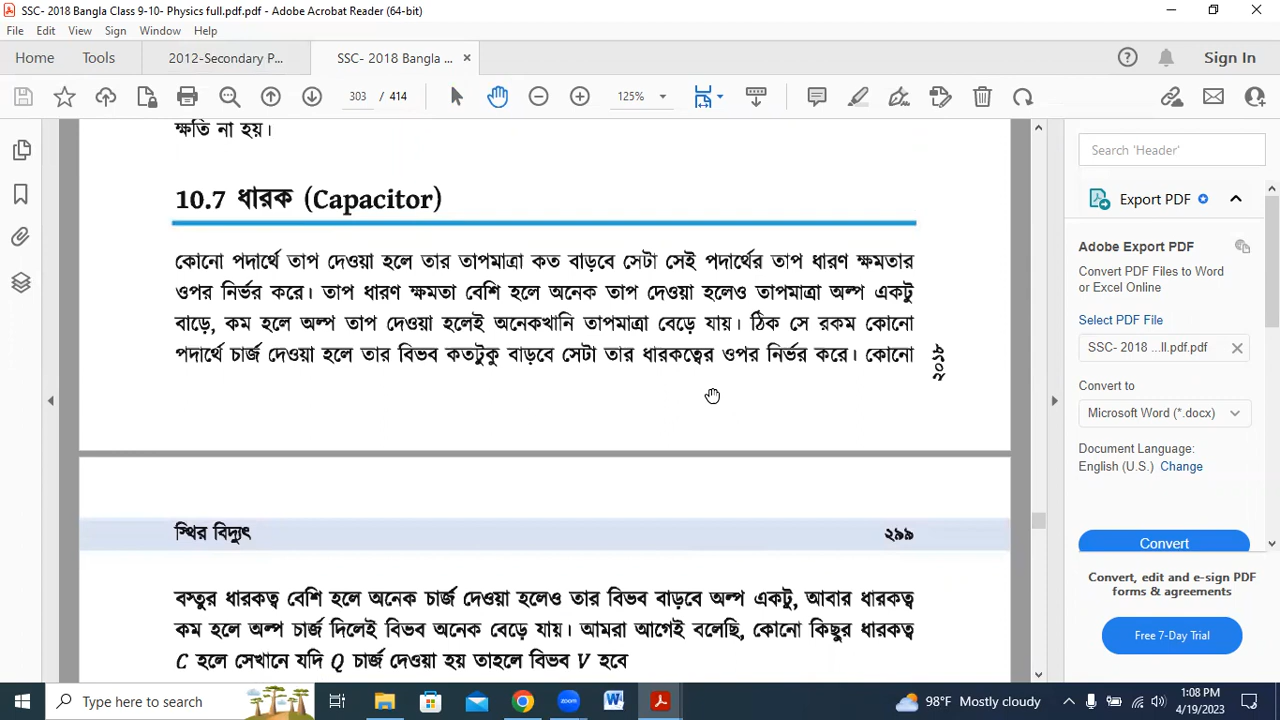 SSC- 2018 Bangla Class 9-10- Physics full.pdf.pdf - Adobe Acrobat Reader (64-bit)
File Edit View Sign Window Help
Home Tools 2012-Secondary P... SSC- 2018 Bangla ... × Sign In
303 / 414 125%
ক্ষতি না হয়।
10.7 ধারক (Capacitor)
কোনো পদার্থে তাপ দেওয়া হলে তার তাপমাত্রা কত বাড়বে সেটা সেই পদার্থের তাপ ধারণ ক্ষমতার
ওপর নির্ভর করে। তাপ ধারণ ক্ষমতা বেশি হলে অনেক তাপ দেওয়া হলেও তাপমাত্রা অল্প একটু
বাড়ে, কম হলে অল্প তাপ দেওয়া হলেই অনেকখানি তাপমাত্রা বেড়ে যায়। ঠিক সে রকম কোনো
পদার্থে চার্জ দেওয়া হলে তার বিভব কতটুকু বাড়বে সেটা তার ধারকত্বের ওপর নির্ভর করে। কোনো
২০১৮
স্থির বিদ্যুৎ ২৯৯
বস্তুর ধারকত্ব বেশি হলে অনেক চার্জ দেওয়া হলেও তার বিভব বাড়বে অল্প একটু, আবার ধারকত্ব
কম হলে অল্প চার্জ দিলেই বিভব অনেক বেড়ে যায়। আমরা আগেই বলেছি, কোনো কিছুর ধারকত্ব
C হলে সেখানে যদি Q চার্জ দেওয়া হয় তাহলে বিভব V হবে
Search 'Header'
Export PDF
Adobe Export PDF
Convert PDF Files to Word
or Excel Online
Select PDF File
SSC- 2018 ...ll.pdf.pdf ×
Convert to
Microsoft Word (*.docx)
Document Language:
English (U.S.) Change
Convert
Convert, edit and e-sign PDF
forms & agreements
Free 7-Day Trial
Type here to search
98°F Mostly cloudy
1:08 PM
4/19/2023